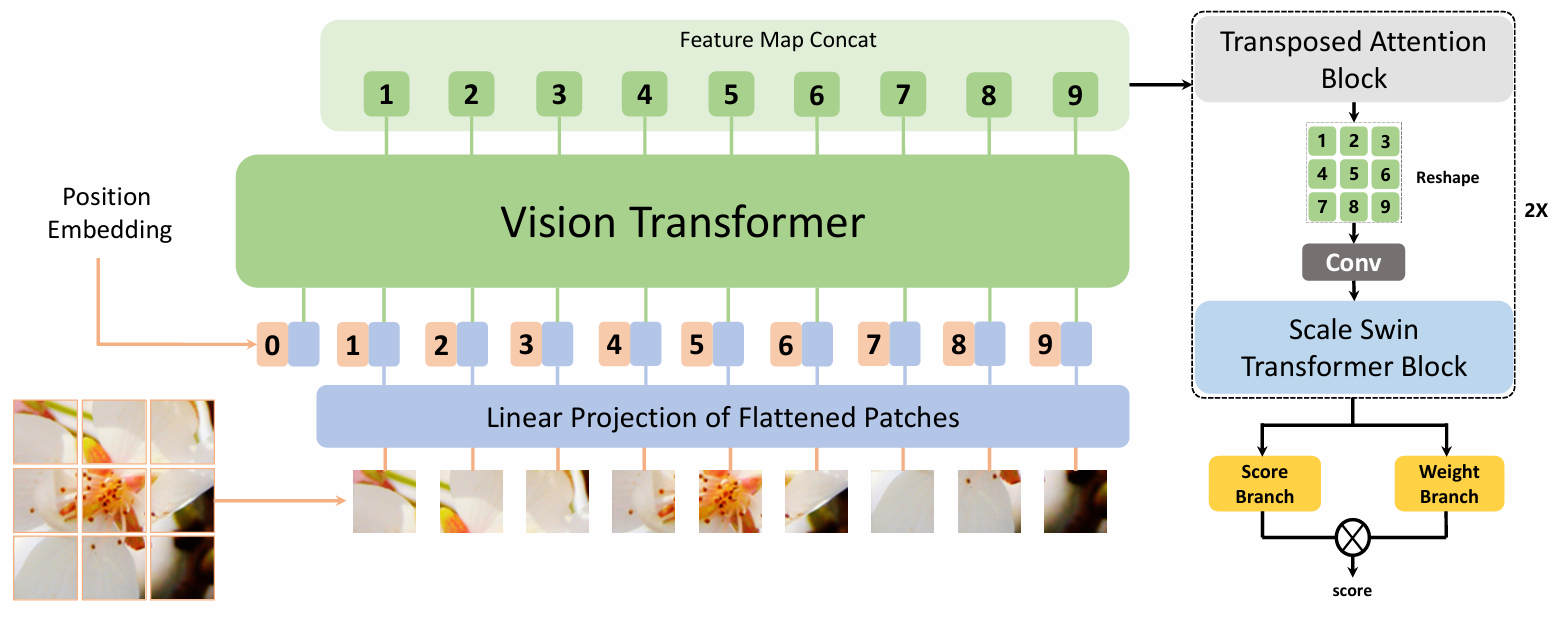 Feature Map Concat
1 2 3 4 5 6 7 8 9
Vision Transformer
Position
Embedding
0 1 2 3 4 5 6 7 8 9
Linear Projection of Flattened Patches
Transposed Attention
Block
1 2 3
4 5 6
7 8 9
Reshape
2X
Conv
Scale Swin
Transformer Block
Score
Branch
Weight
Branch
score